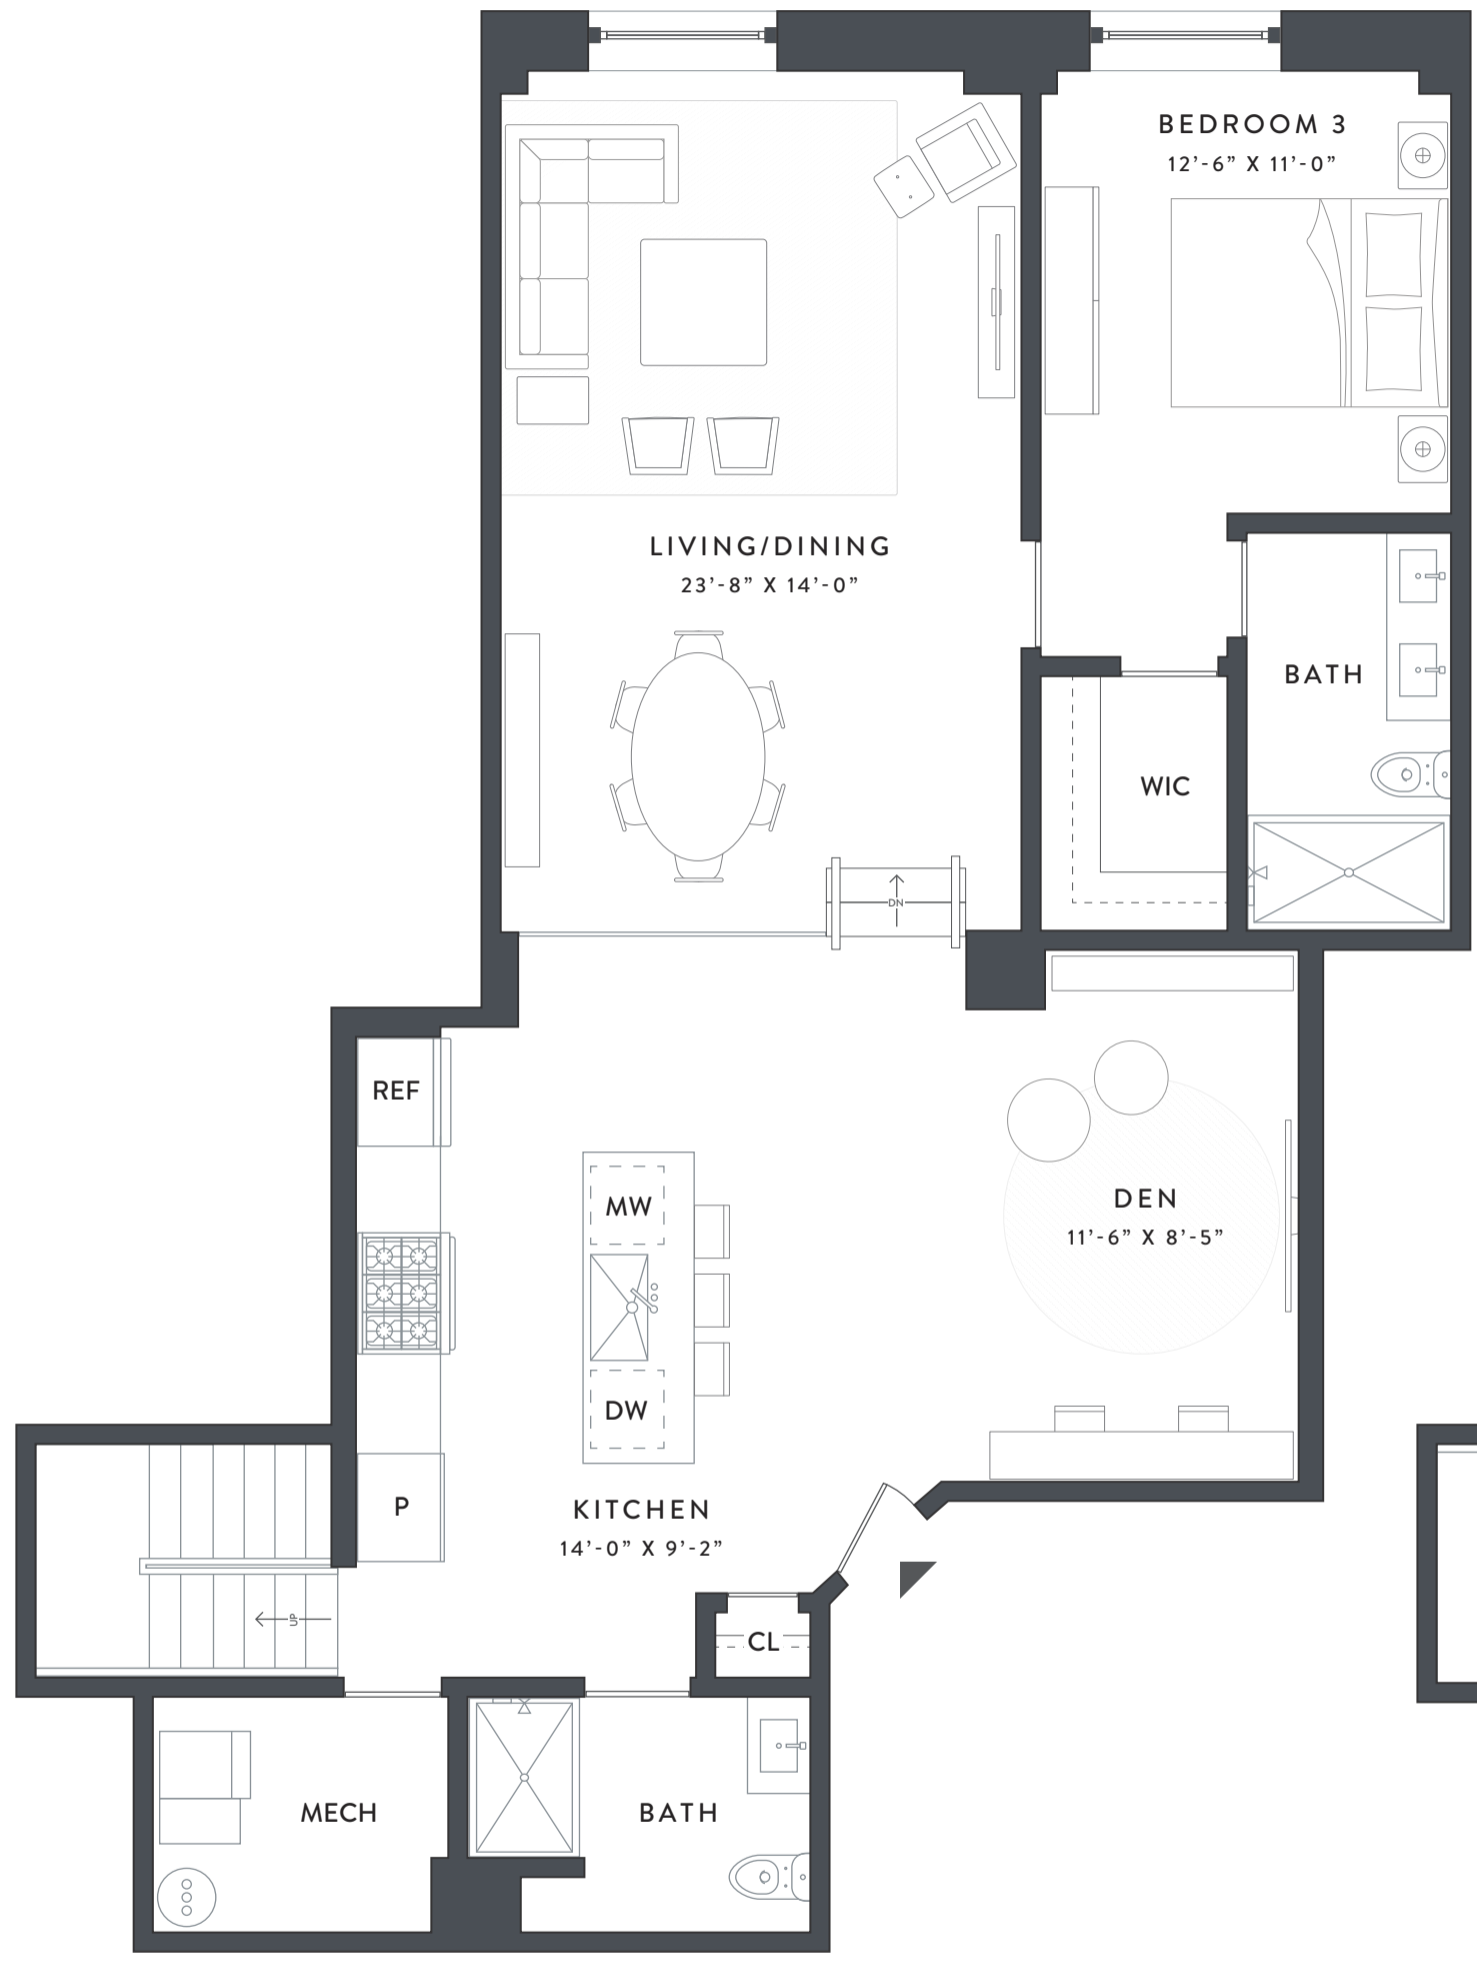 BEDROOM 3
12’-6” X 11’-0”
LIVING/DINING
23’-8” X 14’-0”
BATH
WIC
DN
REF
MW
DEN
11’-6” X 8’-5”
DW
P
KITCHEN
14’-0” X 9’-2”
UP
CL
MECH
BATH